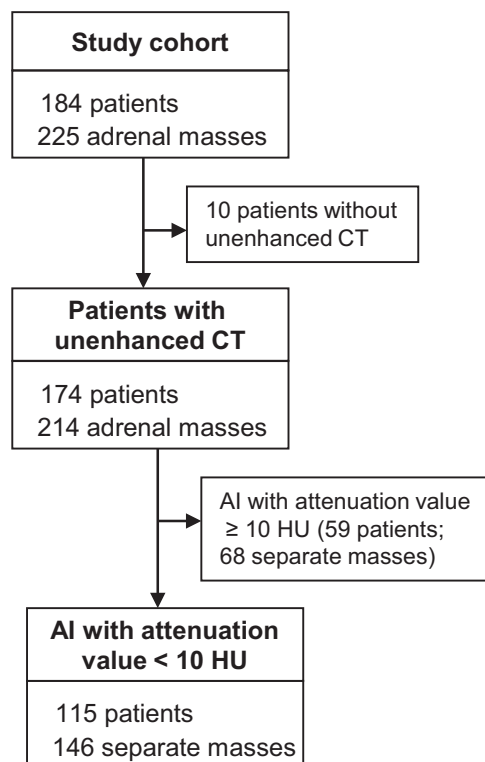 Study cohort
184 patients
225 adrenal masses
10 patients without
unenhanced CT
Patients with
unenhanced CT
174 patients
214 adrenal masses
AI with attenuation value
≥ 10 HU (59 patients;
68 separate masses)
AI with attenuation
value < 10 HU
115 patients
146 separate masses